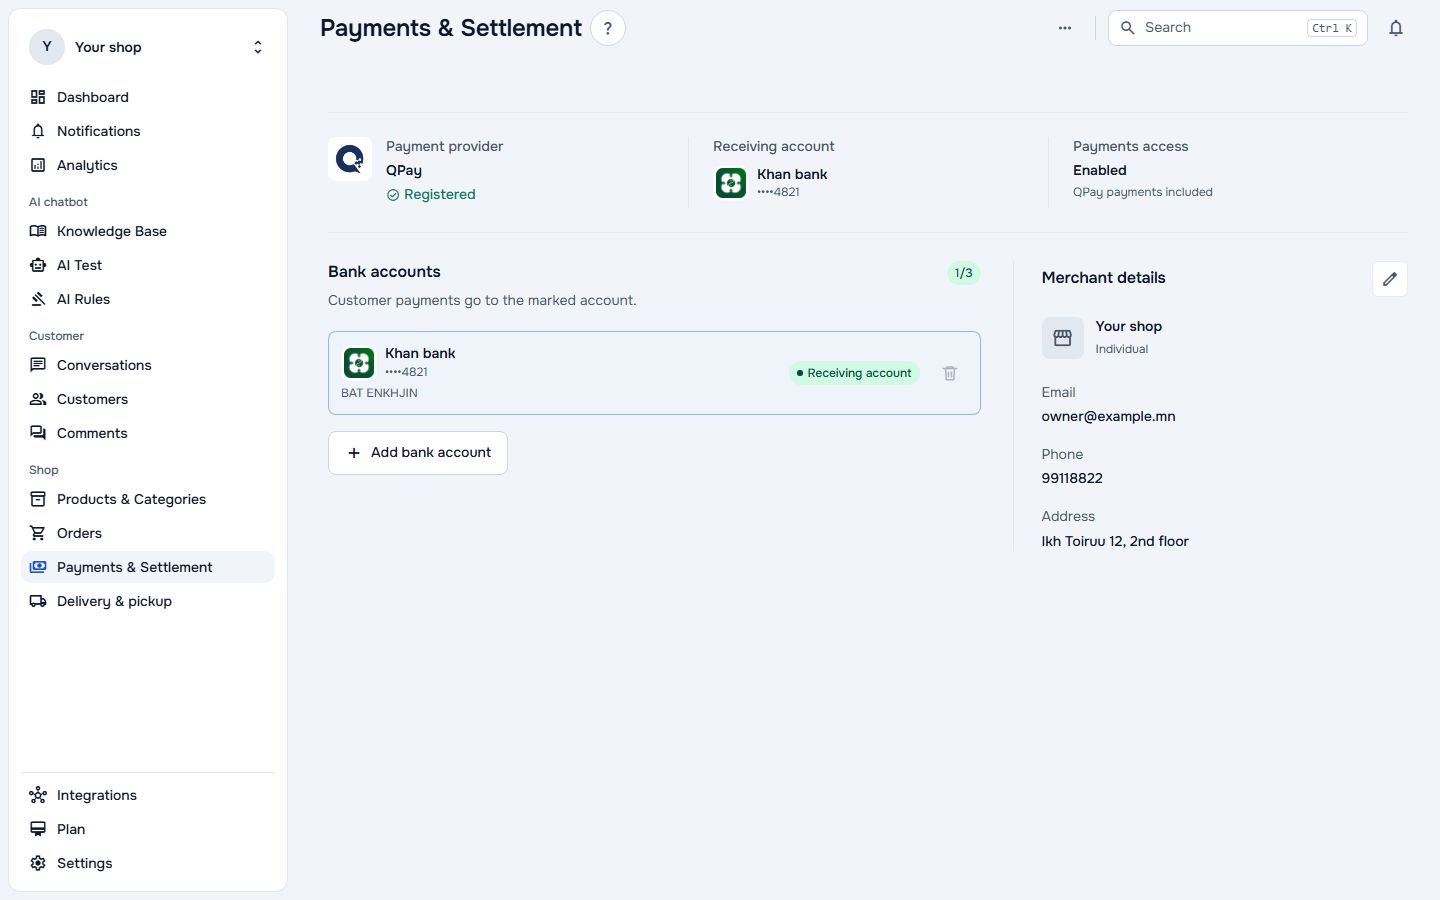 Y
Your shop
Dashboard
Notifications
Analytics
AI chatbot
Knowledge Base
AI Test
AI Rules
Customer
Conversations
Customers
Comments
Shop
Products & Categories
Orders
Payments & Settlement
Delivery & pickup
Integrations
Plan
Settings
Payments & Settlement
?
Search
Ctrl K
Payment provider
QPay
Registered
Receiving account
Khan bank
••••4821
Payments access
Enabled
QPay payments included
Bank accounts
1/3
Customer payments go to the marked account.
Khan bank
••••4821
BAT ENKHJIN
Receiving account
Add bank account
Merchant details
Your shop
Individual
Email
owner@example.mn
Phone
99118822
Address
Ikh Toiruu 12, 2nd floor